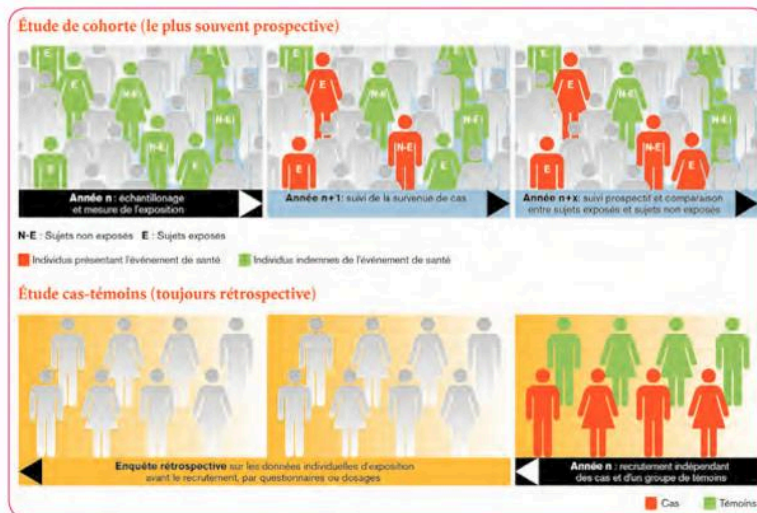 Étude de cohorte (le plus souvent prospective)
E
E
N-E
N-E
N-E
E
E
E
N-E
N-E
N-E
E
E
E
E
N-E
N-E
N-E
E
E
Année n : échantillonage
et mesure de l'exposition
Année n+1: suivi de la survenue de cas
Année n+x: suivi prospectif et comparaison
entre sujets exposés et sujets non exposés
N-E : Sujets non exposés E : Sujets exposés
Individus présentant l'événement de santé
Individus indemnes de l'événement de santé
Étude cas-témoins (toujours rétrospective)
Enquête rétrospective sur les données individuelles d'exposition
avant le recrutement, par questionnaires ou dosages
Année n : recrutement indépendant
des cas et d'un groupe de témoins
Cas
Témoins